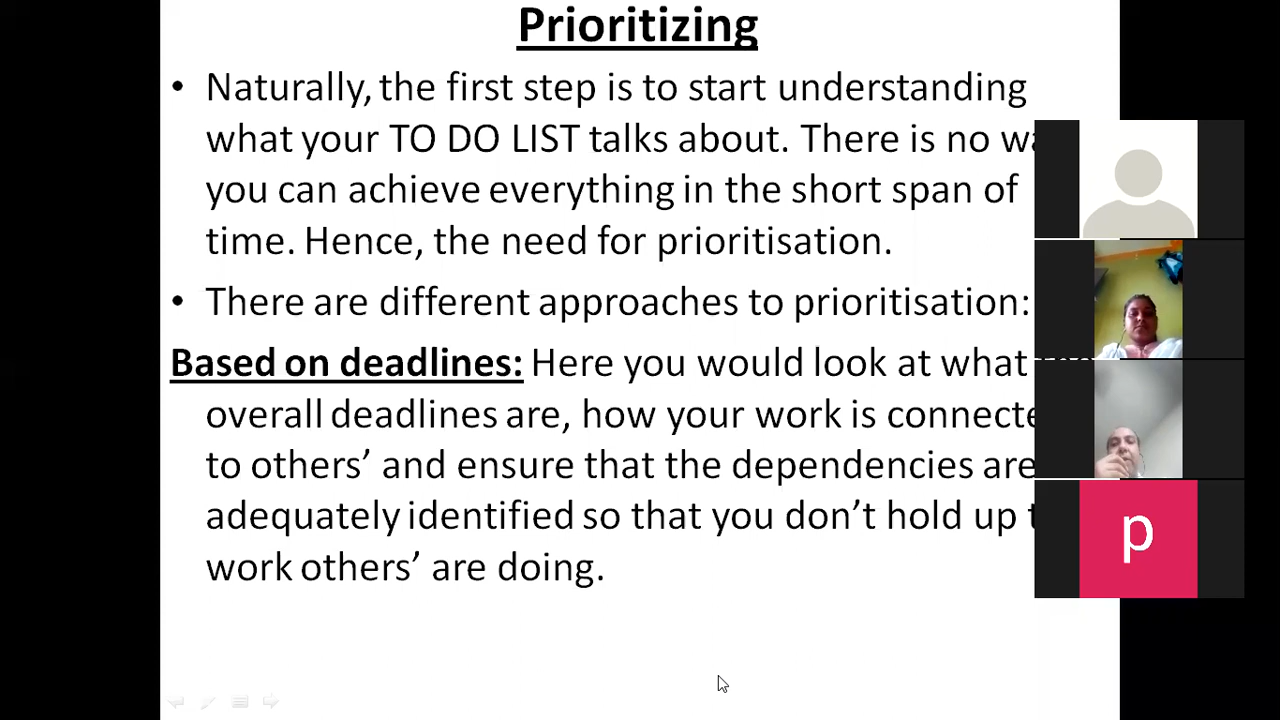 Prioritizing
• Naturally, the first step is to start understanding
what your TO DO LIST talks about. There is no
you can achieve everything in the short span of
time. Hence, the need for prioritisation.
• There are different approaches to prioritisation:
Based on deadlines: Here you would look at what
overall deadlines are, how your work is
to others’ and ensure that the dependencies are
adequately identified so that you don’t hold up
work others’ are doing.
p